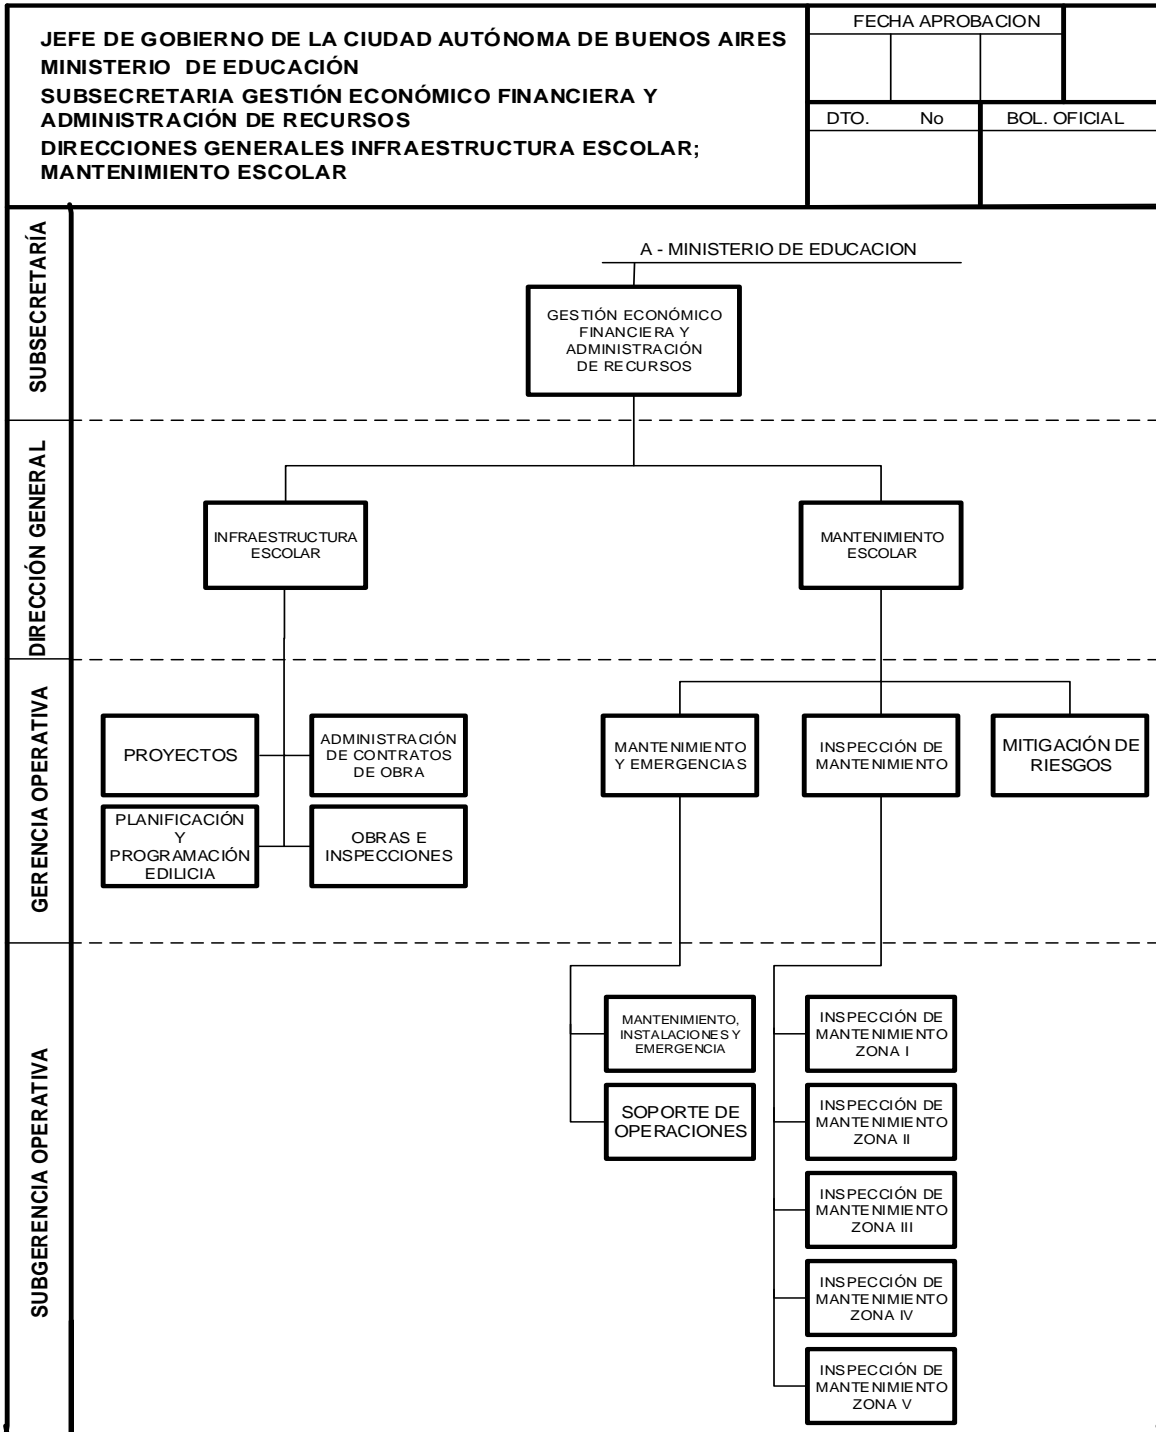 JEFE DE GOBIERNO DE LA CIUDAD AUTÓNOMA DE BUENOS AIRES
MINISTERIO DE EDUCACIÓN
SUBSECRETARIA GESTIÓN ECONÓMICO FINANCIERA Y
ADMINISTRACIÓN DE RECURSOS
DIRECCIONES GENERALES INFRAESTRUCTURA ESCOLAR;
MANTENIMIENTO ESCOLAR
FECHA APROBACION
DTO. No
BOL. OFICIAL
SUBSECRETARÍA
A - MINISTERIO DE EDUCACION
GESTIÓN ECONÓMICO
FINANCIERA Y
ADMINISTRACIÓN
DE RECURSOS
DIRECCIÓN GENERAL
INFRAESTRUCTURA
ESCOLAR
MANTENIMIENTO
ESCOLAR
GERENCIA OPERATIVA
PROYECTOS
ADMINISTRACIÓN
DE CONTRATOS
DE OBRA
PLANIFICACIÓN
Y
PROGRAMACIÓN
EDILICIA
OBRAS E
INSPECCIONES
MANTENIMIENTO
Y EMERGENCIAS
INSPECCIÓN DE
MANTENIMIENTO
MITIGACIÓN DE
RIESGOS
SUBGERENCIA OPERATIVA
MANTENIMIENTO,
INSTALACIONES Y
EMERGENCIA
SOPORTE DE
OPERACIONES
INSPECCIÓN DE
MANTENIMIENTO
ZONA I
INSPECCIÓN DE
MANTENIMIENTO
ZONA II
INSPECCIÓN DE
MANTENIMIENTO
ZONA III
INSPECCIÓN DE
MANTENIMIENTO
ZONA IV
INSPECCIÓN DE
MANTENIMIENTO
ZONA V